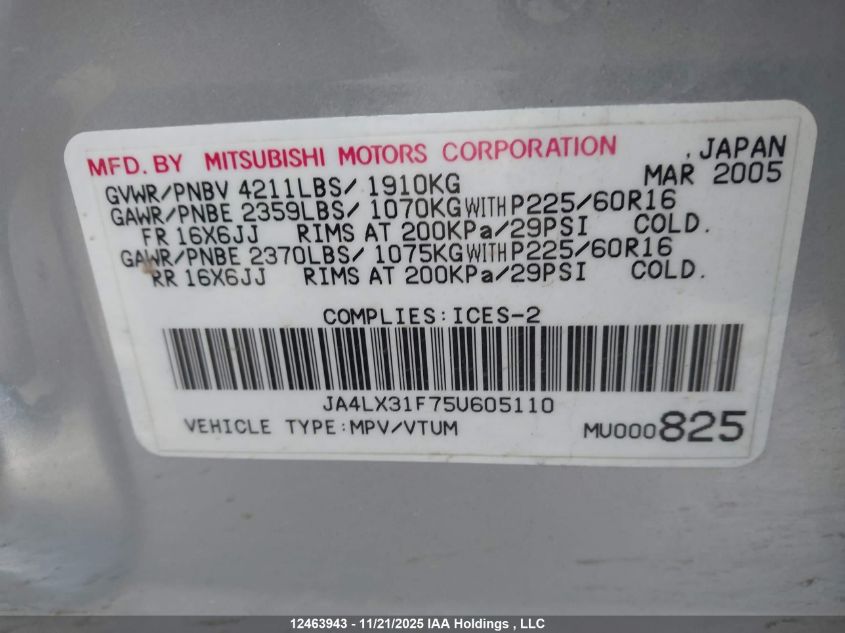 MFD. BY MITSUBISHI MOTORS CORPORATION , JAPAN
GVWR/PNBV 4211LBS/ 1910KG MAR 2005
GAWR/PNBE 2359LBS/ 1070KG WITH P225/60R16
FR 16X6JJ RIMS AT 200KPa/29PSI COLD.
GAWR/PNBE 2370LBS/ 1075KG WITH P225/60R16
RR 16X6JJ RIMS AT 200KPa/29PSI COLD.
COMPLIES:ICES-2
JA4LX31F75U605110
VEHICLE TYPE:MPV/VTUM MU000825
12463943 - 11/21/2025 IAA Holdings , LLC